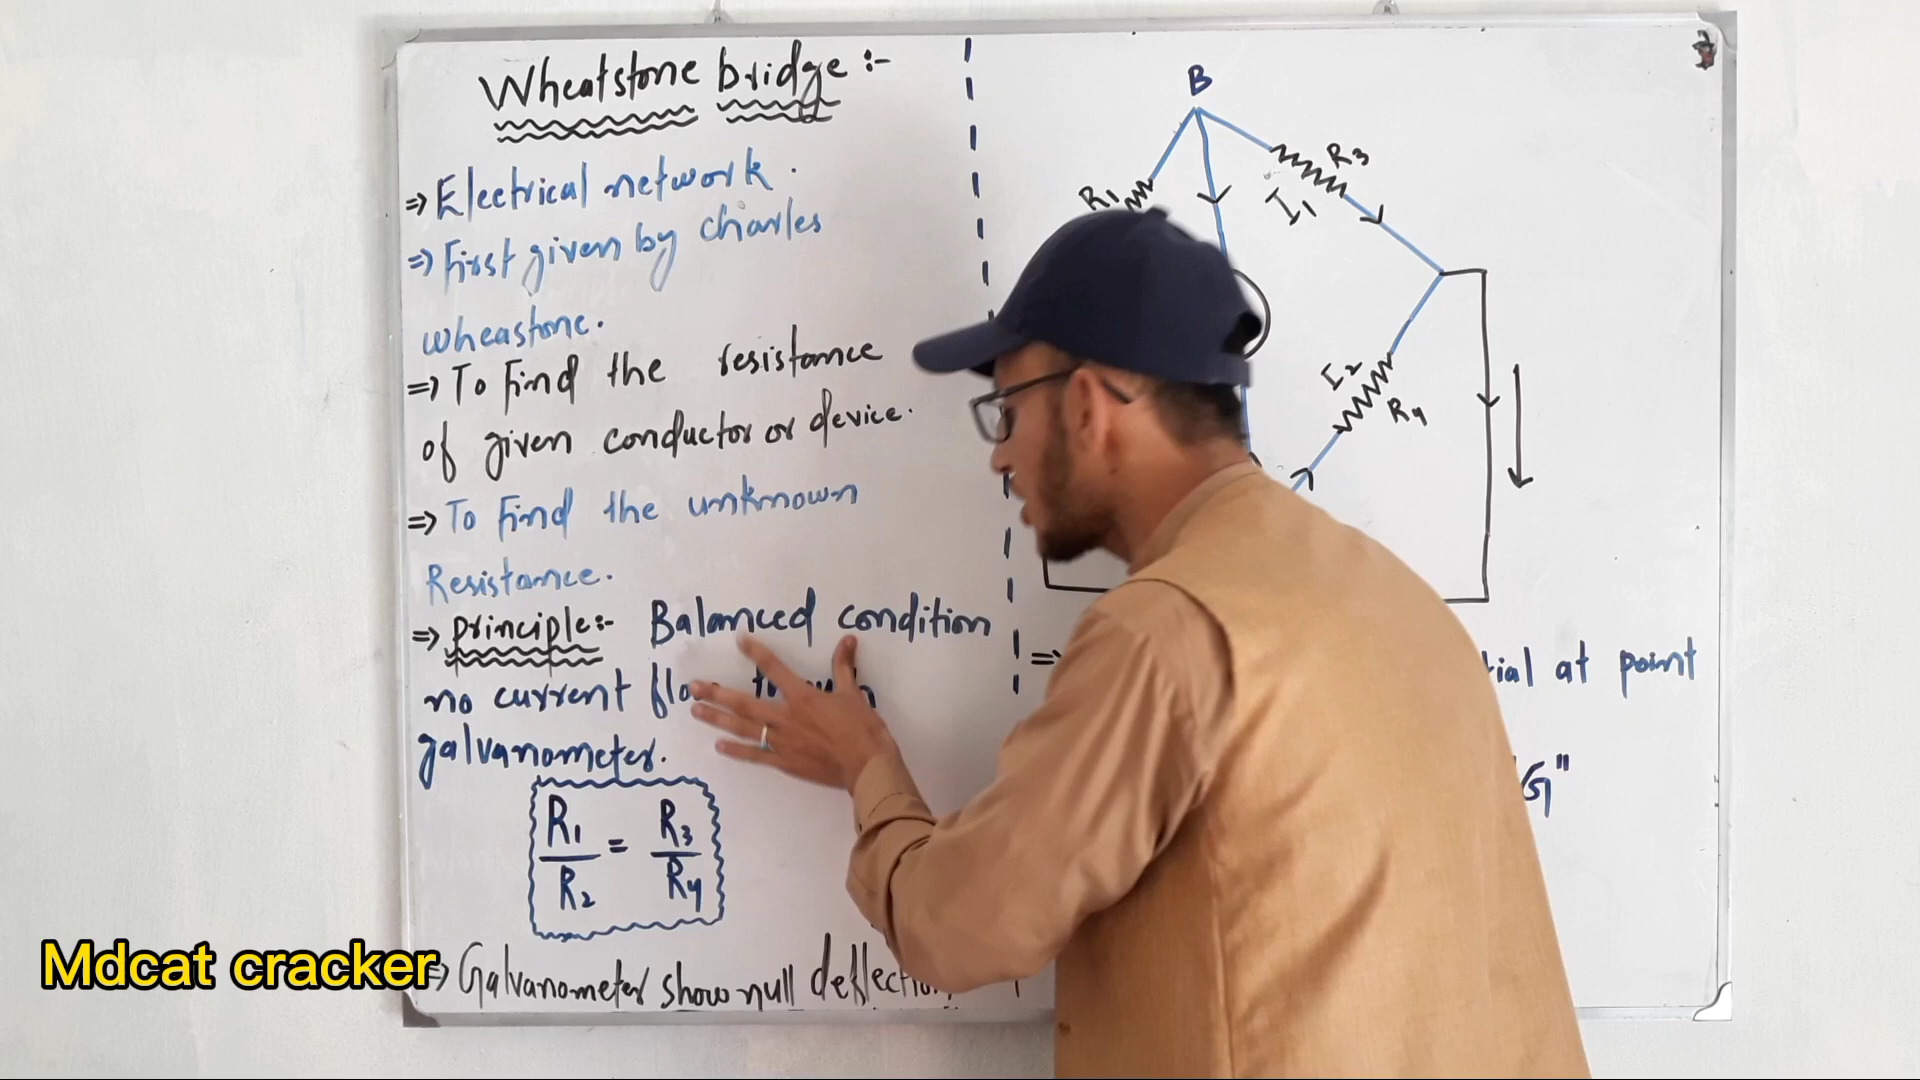 Wheatstone bridge :-
⇒ Electrical network.
⇒ First given by charles
wheastone.
⇒ To Find the resistance
of given conductor or device.
⇒ To Find the unknown
Resistance.
⇒ principle:- Balanced condition
no current
galvanometer.
R1/R2 = R3/R4
⇒ Galvanometer show null
B
R1
R3
I1
I2
R4
⇒
at point
"G"
Mdcat cracker